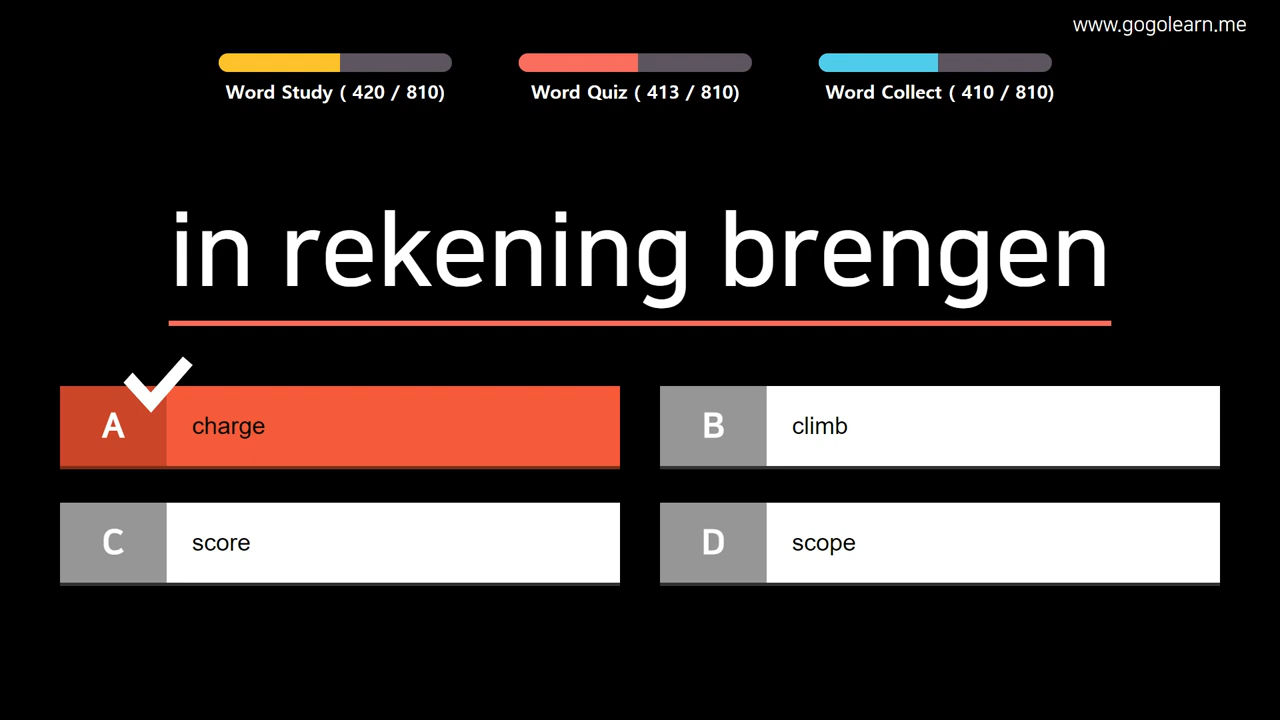 www.gogolearn.me
Word Study ( 420 / 810)
Word Quiz ( 413 / 810)
Word Collect ( 410 / 810)
in rekening brengen
A charge
B climb
C score
D scope